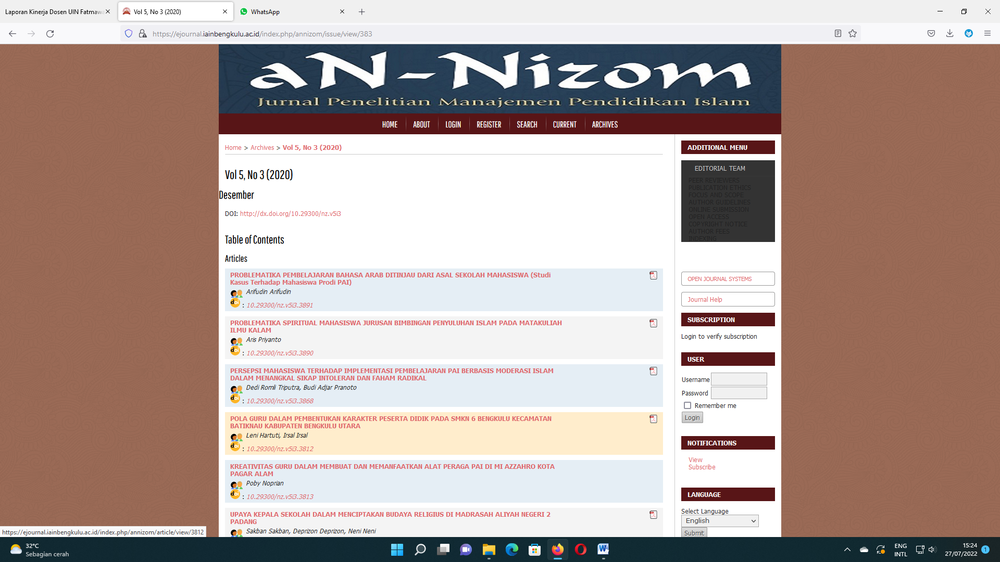 Laporan Kinerja Dosen UIN Fatmawa
Vol 5, No 3 (2020)
WhatsApp
https://ejournal.iainbengkulu.ac.id/index.php/annizom/issue/view/383
aN-Nizom
Jurnal Penelitian Manajemen Pendidikan Islam
HOME ABOUT LOGIN REGISTER SEARCH CURRENT ARCHIVES
Home > Archives > Vol 5, No 3 (2020)
Vol 5, No 3 (2020)
Desember
DOI: http://dx.doi.org/10.29300/nz.v5i3
Table of Contents
Articles
PROBLEMATIKA PEMBELAJARAN BAHASA ARAB DITINJAU DARI ASAL SEKOLAH MAHASISWA (Studi
Kasus Terhadap Mahasiswa Prodi PAI)
Arifudin Arifudin
doi : 10.29300/nz.v5i3.3891
PROBLEMATIKA SPIRITUAL MAHASISWA JURUSAN BIMBINGAN PENYULUHAN ISLAM PADA MATAKULIAH
ILMU KALAM
Aris Priyanto
doi : 10.29300/nz.v5i3.3890
PERSEPSI MAHASISWA TERHADAP IMPLEMENTASI PEMBELAJARAN PAI BERBASIS MODERASI ISLAM
DALAM MENANGKAL SIKAP INTOLERAN DAN FAHAM RADIKAL
Dedi Romli Triputra, Budi Adjar Pranoto
doi : 10.29300/nz.v5i3.3868
POLA GURU DALAM PEMBENTUKAN KARAKTER PESERTA DIDIK PADA SMKN 6 BENGKULU KECAMATAN
BATIKNAU KABUPATEN BENGKULU UTARA
Leni Hartuti, Irsal Irsal
doi : 10.29300/nz.v5i3.3812
KREATIVITAS GURU DALAM MEMBUAT DAN MEMANFAATKAN ALAT PERAGA PAI DI MI AZZAHRO KOTA
PAGAR ALAM
Poby Noprian
doi : 10.29300/nz.v5i3.3813
UPAYA KEPALA SEKOLAH DALAM MENCIPTAKAN BUDAYA RELIGIUS DI MADRASAH ALIYAH NEGERI 2
PADANG
Sakban Sakban, Deprizon Deprizon, Neni Neni
ADDITIONAL MENU
EDITORIAL TEAM
PEER REVIEWERS
PUBLICATION ETHICS
FOCUS AND SCOPE
AUTHOR GUIDELINES
ONLINE SUBMISSION
OPEN ACCESS
COPYRIGHT NOTICE
AUTHOR FEES
INDEXING
OPEN JOURNAL SYSTEMS
Journal Help
SUBSCRIPTION
Login to verify subscription
USER
Username
Password
Remember me
Login
NOTIFICATIONS
View
Subscribe
LANGUAGE
Select Language
English
Submit
https://ejournal.iainbengkulu.ac.id/index.php/annizom/article/view/3812
32°C
Sebagian cerah
ENG
INTL
15:24
27/07/2022
1